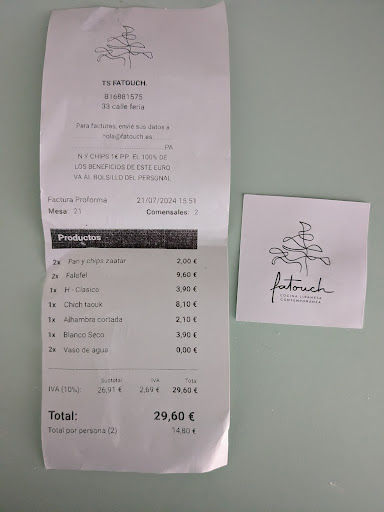 TS FATOUCH.
816881575
33 calle feria
Para facturas, envíe sus datos a
hola@fatouch.es
PA
N Y CHIPS 1€ P.P. EL 100% DE
LOS BENEFICIOS DE ESTE EURO
VA AL BOLSILLO DEL PERSONAL
Factura Proforma 21/07/2024 15:51
Mesa: 21 Comensales: 2
Productos
2x Pan y chips zaatar 2,00 €
2x Falafel 9,60 €
1x H - Clasico 3,90 €
1x Chich taouk 8,10 €
1x Alhambra cortada 2,10 €
1x Blanco Seco 3,90 €
2x Vaso de agua 0,00 €
Subtotal IVA Total
IVA (10%): 26,91 € 2,69 € 29,60 €
Total: 29,60 €
Total por persona (2) 14,80 €
fatouch
COCINA LIBANESA
CONTEMPORÁNEA